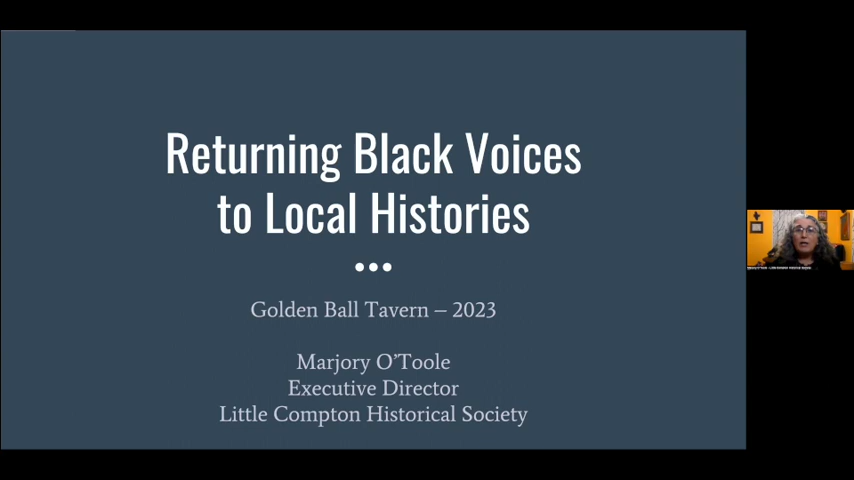 Returning Black Voices
to Local Histories
Golden Ball Tavern – 2023
Marjory O'Toole
Executive Director
Little Compton Historical Society